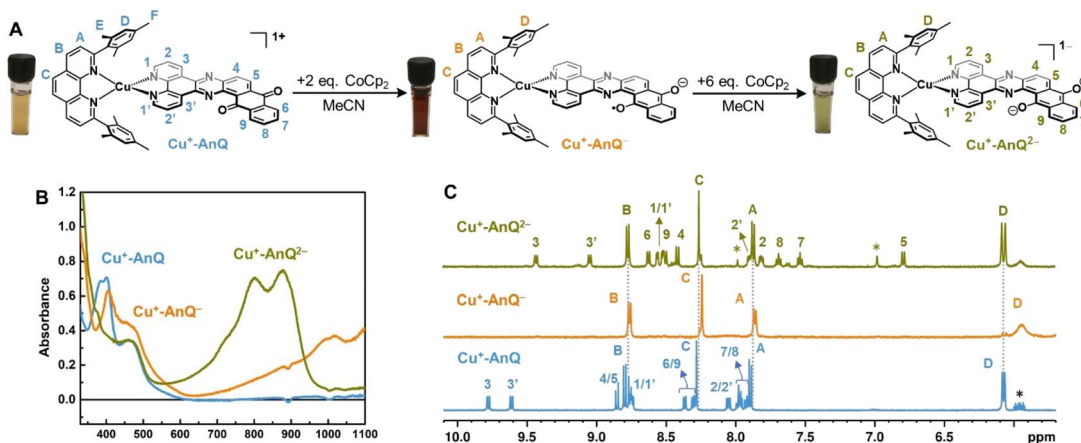 A
1+
1–
B A E D F
C
1 2 3 4 5 6 7 8 9
1' 2' 3'
N N N N N N Cu O O
Cu⁺-AnQ
+2 eq. CoCp₂
MeCN
B A D
C
N N N N N N Cu O O
Cu⁺-AnQ⁻
+6 eq. CoCp₂
MeCN
B A D
C
1 2 3 4 5 7 8 9
1' 2' 3'
N N N N N N Cu
Cu⁺-AnQ²⁻
B
Absorbance
1.2
1.0
0.8
0.6
0.4
0.2
0.0
Cu⁺-AnQ
Cu⁺-AnQ⁻
Cu⁺-AnQ²⁻
400 500 600 700 800 900 1000 1100
C
Cu⁺-AnQ²⁻
3 3' B 6 1/1' 9 4 C * 2' A 2 8 7 * 5 D
Cu⁺-AnQ⁻
B C A D
Cu⁺-AnQ
3 3' 4/5 B 1/1' 6/9 C 2/2' 7/8 A D *
10.0 9.5 9.0 8.5 8.0 7.5 7.0 6.5 6.0 ppm